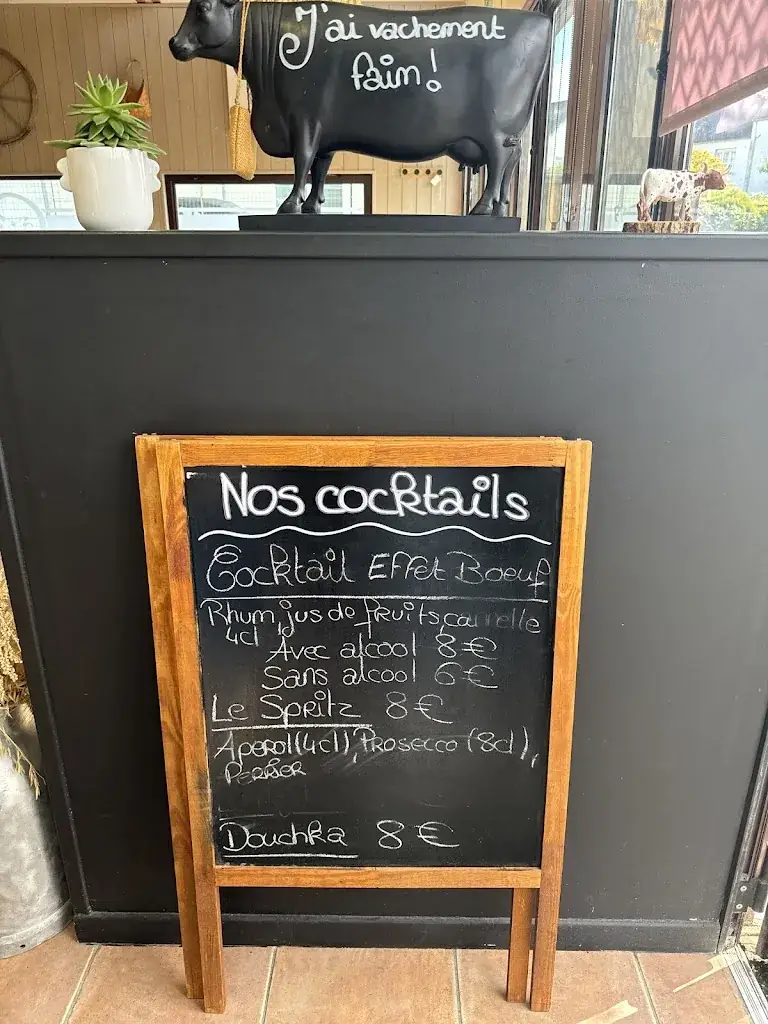 J'ai vachement
faim!
Nos cocktails
Cocktail Effet Boeuf
Rhum, jus de fruits, cannelle
4cl
Avec alcool 8€
Sans alcool 6€
Le Spritz 8€
Aperol (4cl), Prosecco (8cl),
Perrier
Douchka 8€